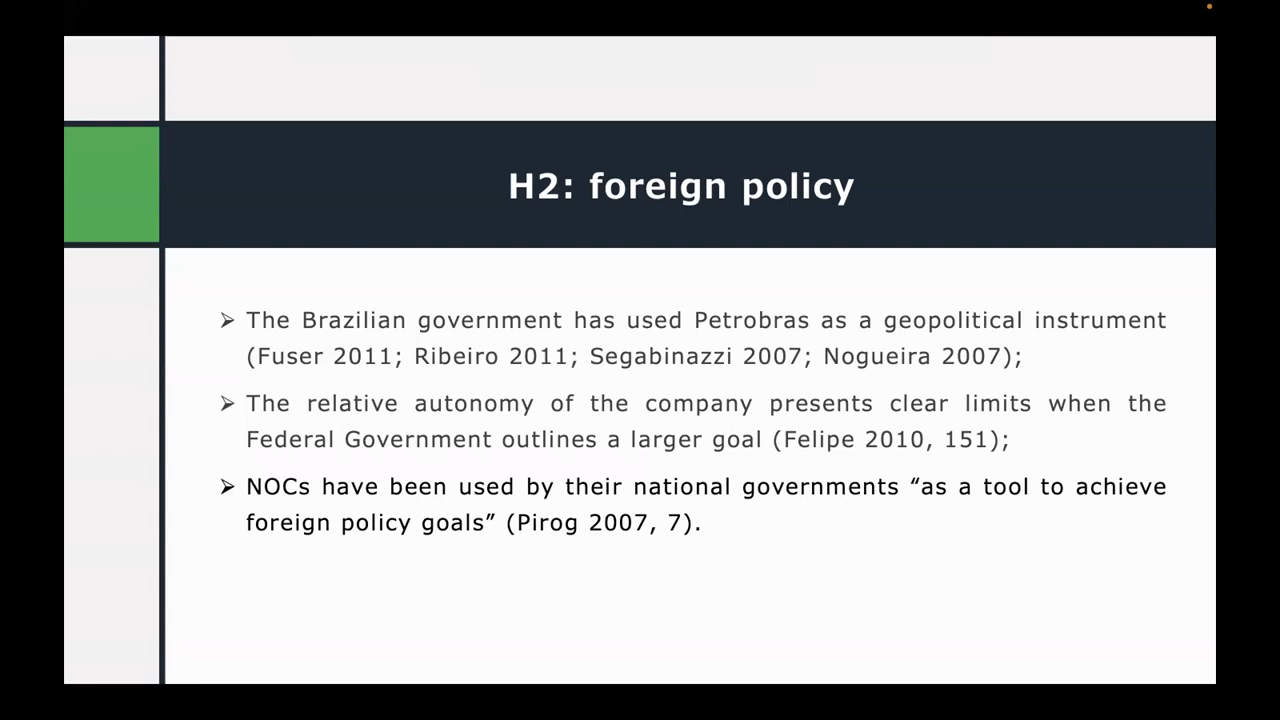 H2: foreign policy
➢ The Brazilian government has used Petrobras as a geopolitical instrument
(Fuser 2011; Ribeiro 2011; Segabinazzi 2007; Nogueira 2007);
➢ The relative autonomy of the company presents clear limits when the
Federal Government outlines a larger goal (Felipe 2010, 151);
➢ NOCs have been used by their national governments “as a tool to achieve
foreign policy goals” (Pirog 2007, 7).